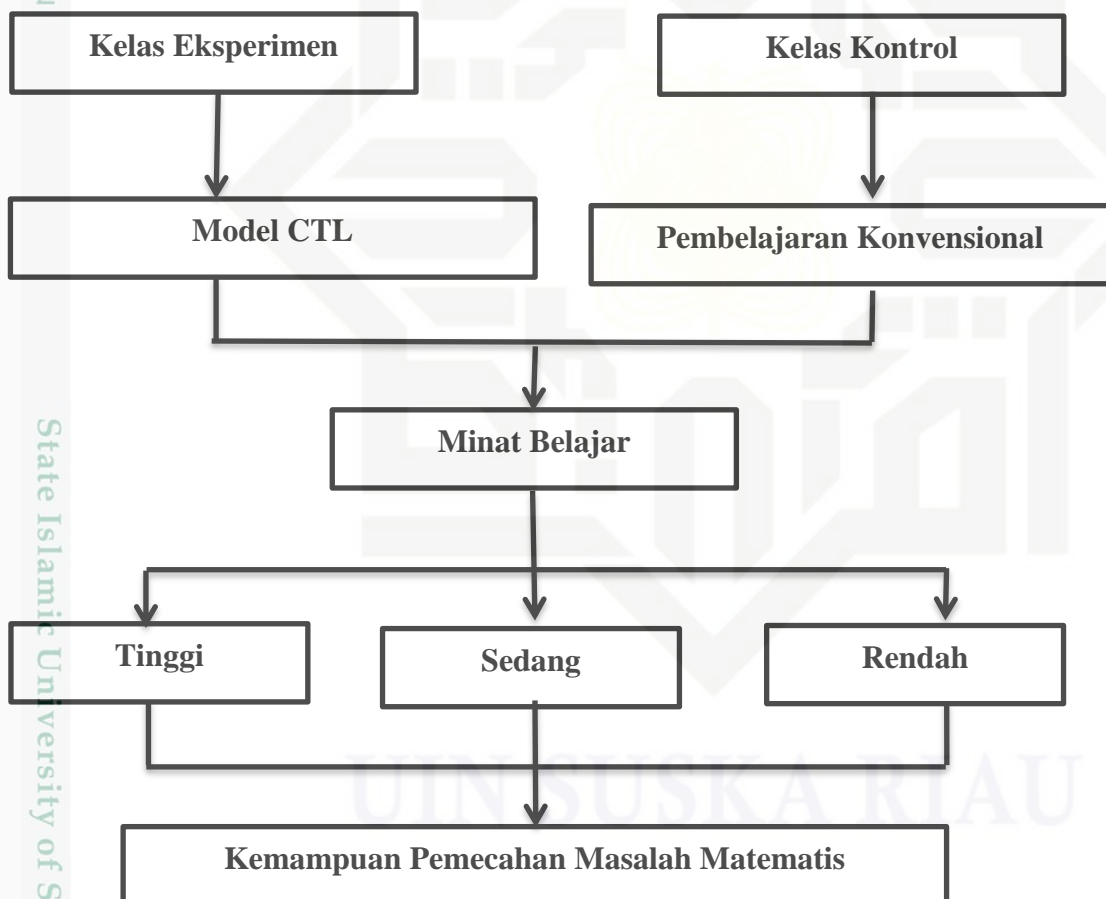 Kelas Eksperimen
Kelas Kontrol
Model CTL
Pembelajaran Konvensional
Minat Belajar
Tinggi
Sedang
Rendah
UIN SUSKA RIAU
Kemampuan Pemecahan Masalah Matematis
State Islamic University of S